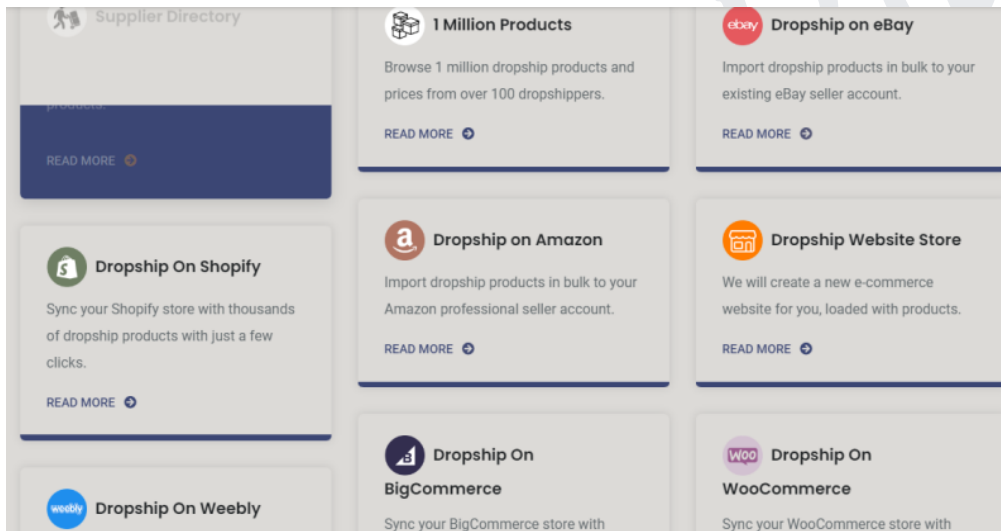 Supplier Directory
products.
READ MORE
Dropship On Shopify
Sync your Shopify store with thousands
of dropship products with just a few
clicks.
READ MORE
weebly
Dropship On Weebly
1 Million Products
Browse 1 million dropship products and
prices from over 100 dropshippers.
READ MORE
a
Dropship on Amazon
Import dropship products in bulk to your
Amazon professional seller account.
READ MORE
B
Dropship On
BigCommerce
Sync your BigCommerce store with
ebay
Dropship on eBay
Import dropship products in bulk to your
existing eBay seller account.
READ MORE
Dropship Website Store
We will create a new e-commerce
website for you, loaded with products.
READ MORE
Woo
Dropship On
WooCommerce
Sync your WooCommerce store with